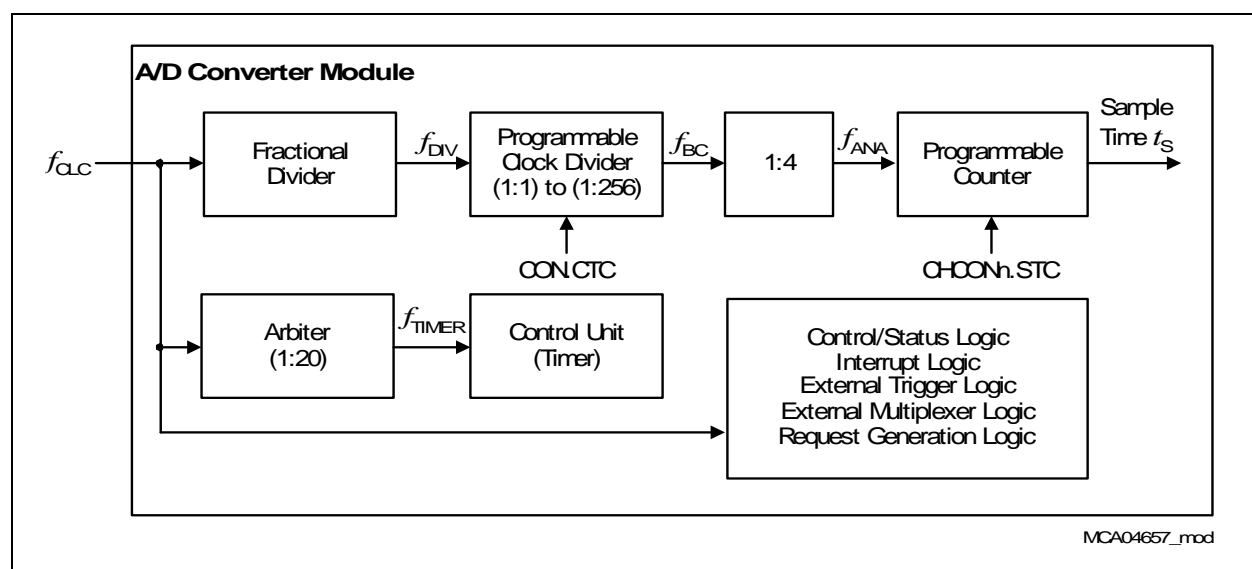 A/D Converter Module
fCLC
Fractional
Divider
fDIV
Programmable
Clock Divider
(1:1) to (1:256)
fBC
1:4
fANA
Programmable
Counter
Sample
Time tS
CON.CTC
CHCONn.STC
Arbiter
(1:20)
fTIMER
Control Unit
(Timer)
Control/Status Logic
Interrupt Logic
External Trigger Logic
External Multiplexer Logic
Request Generation Logic
MCA04657_mod